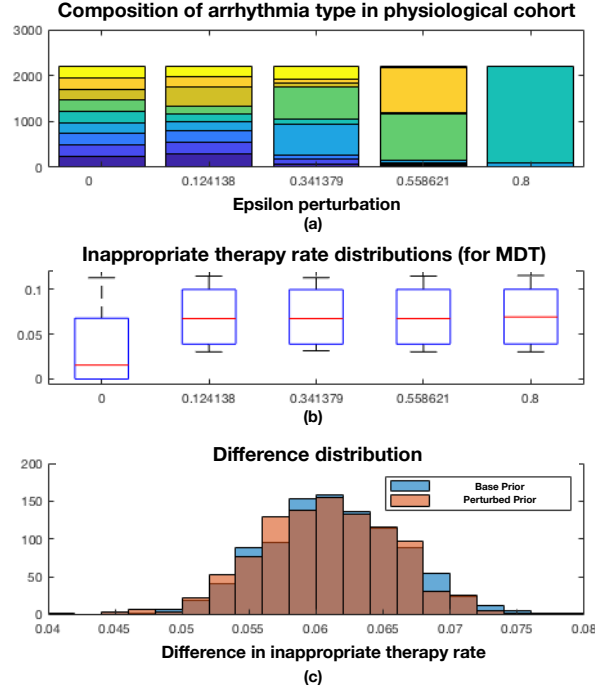 Composition of arrhythmia type in physiological cohort
3000
2000
1000
0
0 0.124138 0.341379 0.558621 0.8
Epsilon perturbation
(a)
Inappropriate therapy rate distributions (for MDT)
0.1
0.05
0
0 0.124138 0.341379 0.558621 0.8
(b)
Difference distribution
200
150
100
50
0
Base Prior
Perturbed Prior
0.04 0.045 0.05 0.055 0.06 0.065 0.07 0.075 0.08
Difference in inappropriate therapy rate
(c)